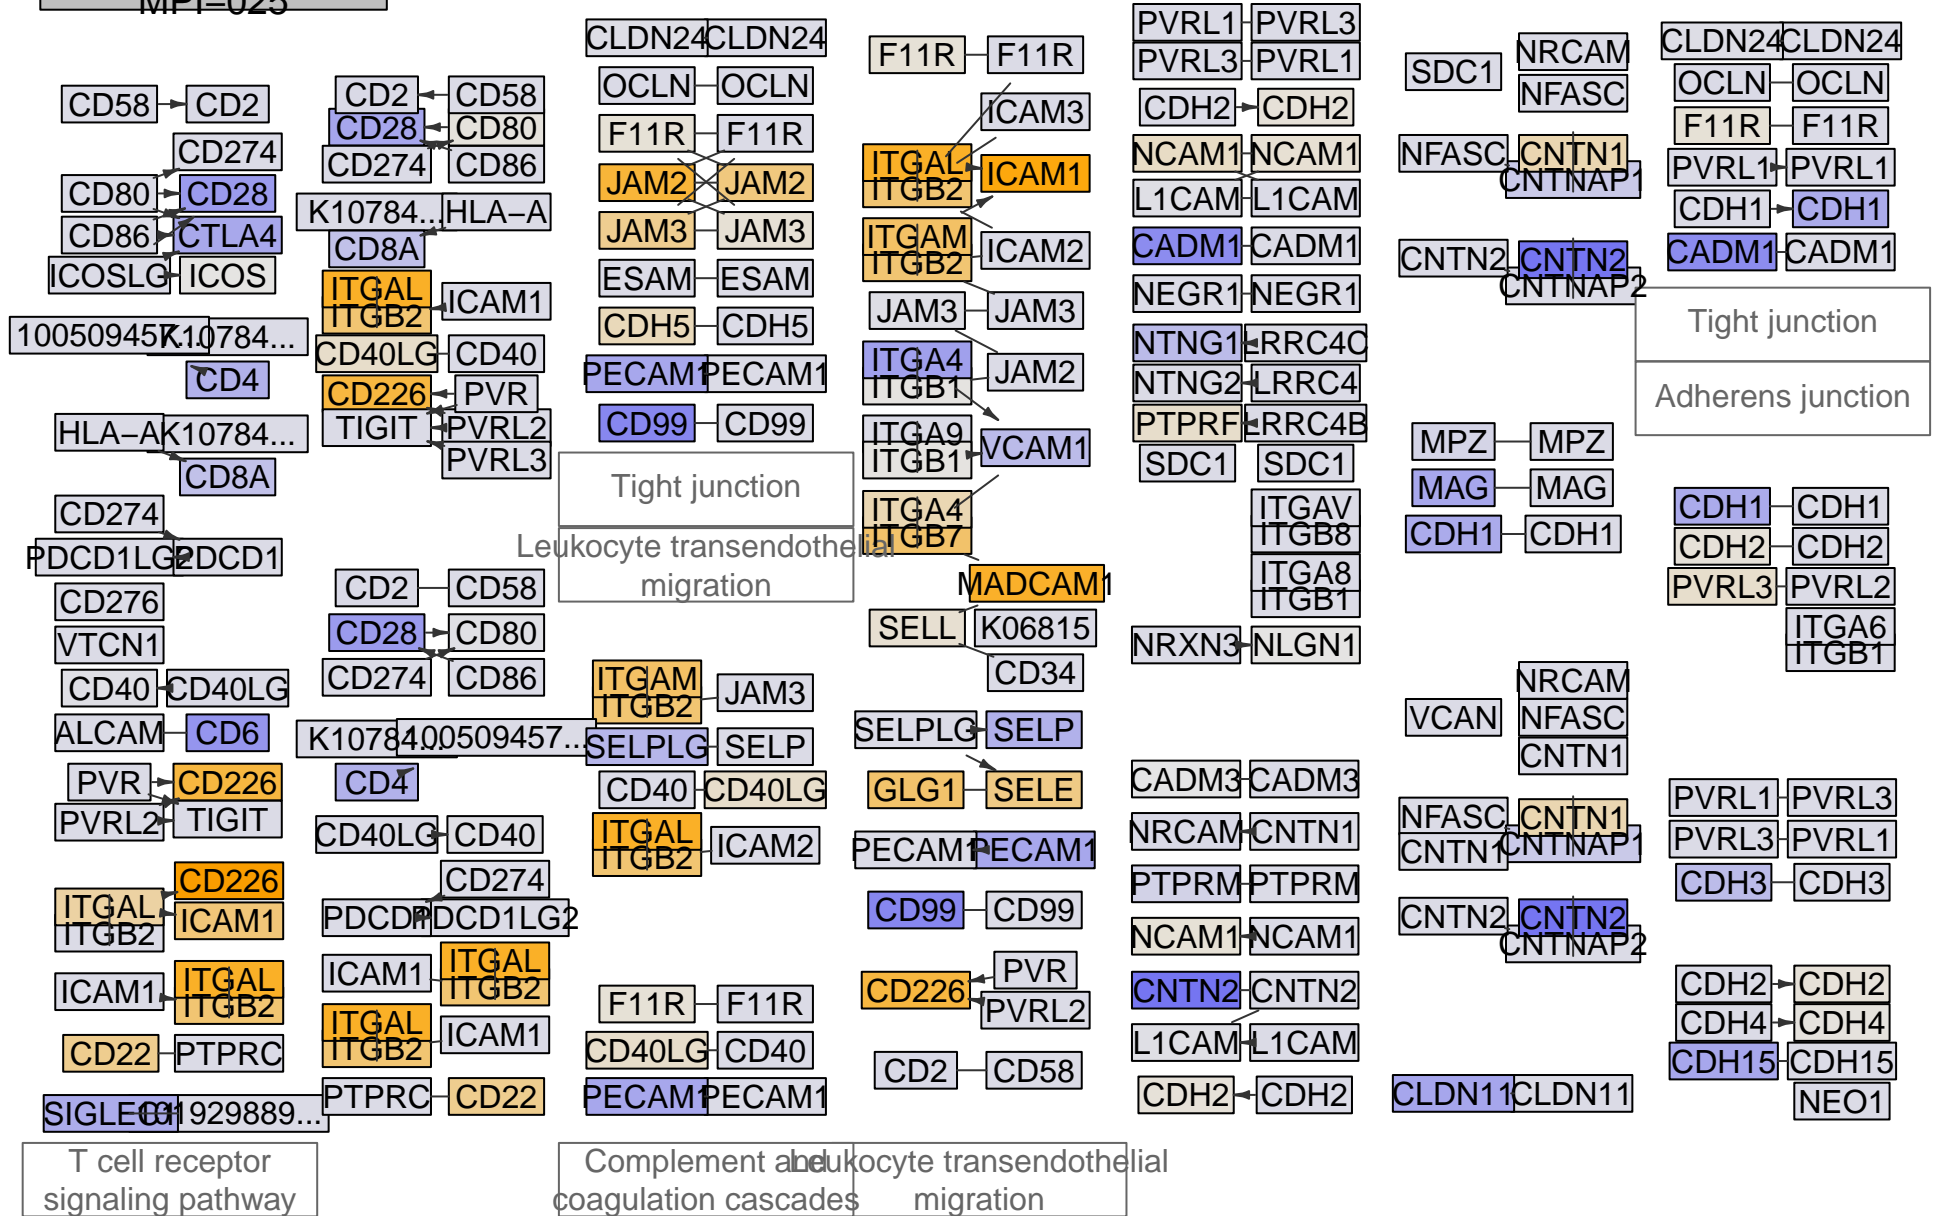 MPI−025
CD58
CD2
CD274
CD80
CD28
CD86
CTLA4
ICOSLG
ICOS
100509457...
K10784...
CD4
HLA−A
K10784...
CD8A
CD274
PDCD1LG2
PDCD1
CD276
VTCN1
CD40
CD40LG
ALCAM
CD6
PVR
CD226
PVRL2
TIGIT
CD226
ITGAL
ITGB2
ICAM1
ICAM1
ITGAL
ITGB2
CD22
PTPRC
T cell receptor
signaling pathway
CD2
CD58
CD28
CD80
CD274
CD86
K10784...
HLA−A
CD8A
ITGAL
ITGB2
ICAM1
CD40LG
CD40
CD226
PVR
TIGIT
PVRL2
PVRL3
CD2
CD58
CD28
CD80
CD274
CD86
K10784...
100509457...
CD4
CD40LG
CD40
CD274
PDCD1LG2
ICAM1
ITGAL
ITGB2
ITGAL
ITGB2
ICAM1
PTPRC
CD22
CLDN24
CLDN24
OCLN
OCLN
F11R
F11R
JAM2
JAM2
JAM3
JAM3
ESAM
ESAM
CDH5
CDH5
PECAM1
PECAM1
CD99
CD99
Tight junction
Leukocyte transendothelial
migration
ITGAM
ITGB2
JAM3
SELPLG
SELP
CD40
CD40LG
ITGAL
ITGB2
ICAM2
F11R
F11R
CD40LG
CD40
PECAM1
PECAM1
Complement and
coagulation cascades
F11R
F11R
ICAM3
ITGAL
ITGB2
ICAM1
ITGAM
ITGB2
ICAM2
JAM3
JAM3
ITGA4
ITGB1
JAM2
ITGA9
ITGB1
VCAM1
ITGA4
ITGB7
MADCAM1
SELL
K06815
CD34
SELPLG
SELP
GLG1
SELE
PECAM1
PECAM1
CD99
CD99
CD226
PVR
PVRL2
CD2
CD58
Leukocyte transendothelial
migration
PVRL1
PVRL3
PVRL3
PVRL1
CDH2
CDH2
NCAM1
NCAM1
L1CAM
L1CAM
CADM1
CADM1
NEGR1
NEGR1
NTNG1
LRRC4C
NTNG2
LRRC4
PTPRF
LRRC4B
SDC1
SDC1
ITGAV
ITGB8
ITGA8
ITGB1
NRXN3
NLGN1
CADM3
CADM3
NRCAM
CNTN1
PTPRM
PTPRM
NCAM1
NCAM1
CNTN2
CNTN2
L1CAM
L1CAM
CDH2
CDH2
SDC1
NRCAM
NFASC
NFASC
CNTN1
CNTNAP1
CNTN2
CNTN2
CNTNAP2
MPZ
MPZ
MAG
MAG
CDH1
CDH1
VCAN
NRCAM
NFASC
CNTN1
NFASC
CNTN1
CNTN1
CNTNAP1
CNTN2
CNTN2
CNTNAP2
CLDN11
CLDN11
CLDN24
CLDN24
OCLN
OCLN
F11R
F11R
PVRL1
PVRL1
CDH1
CDH1
CADM1
CADM1
Tight junction
Adherens junction
CDH1
CDH1
CDH2
CDH2
PVRL3
PVRL2
ITGA6
ITGB1
PVRL1
PVRL3
PVRL3
PVRL1
CDH3
CDH3
CDH2
CDH2
CDH4
CDH4
CDH15
CDH15
NEO1